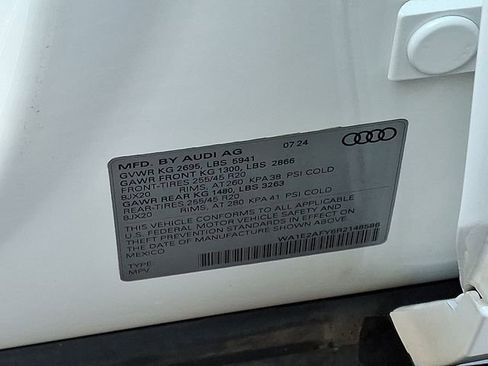 MFD. BY AUDI AG 07.24
GVWR KG 2695, LBS 5941
GAWR FRONT KG 1300, LBS 2866
FRONT-TIRES 255/45 R20
8JX20 RIMS, AT 260 KPA 38 PSI COLD
GAWR REAR KG 1480, LBS 3263
REAR-TIRES 255/45 R20
8JX20 RIMS, AT 280 KPA 41 PSI COLD
THIS VEHICLE CONFORMS TO ALL APPLICABLE
U.S. FEDERAL MOTOR VEHICLE SAFETY AND
THEFT PREVENTION STANDARDS IN EFFECT ON
THE DATE OF MANUFACTURE SHOWN ABOVE
MEXICO
WA1E2AFY6R2148586
TYPE
MPV